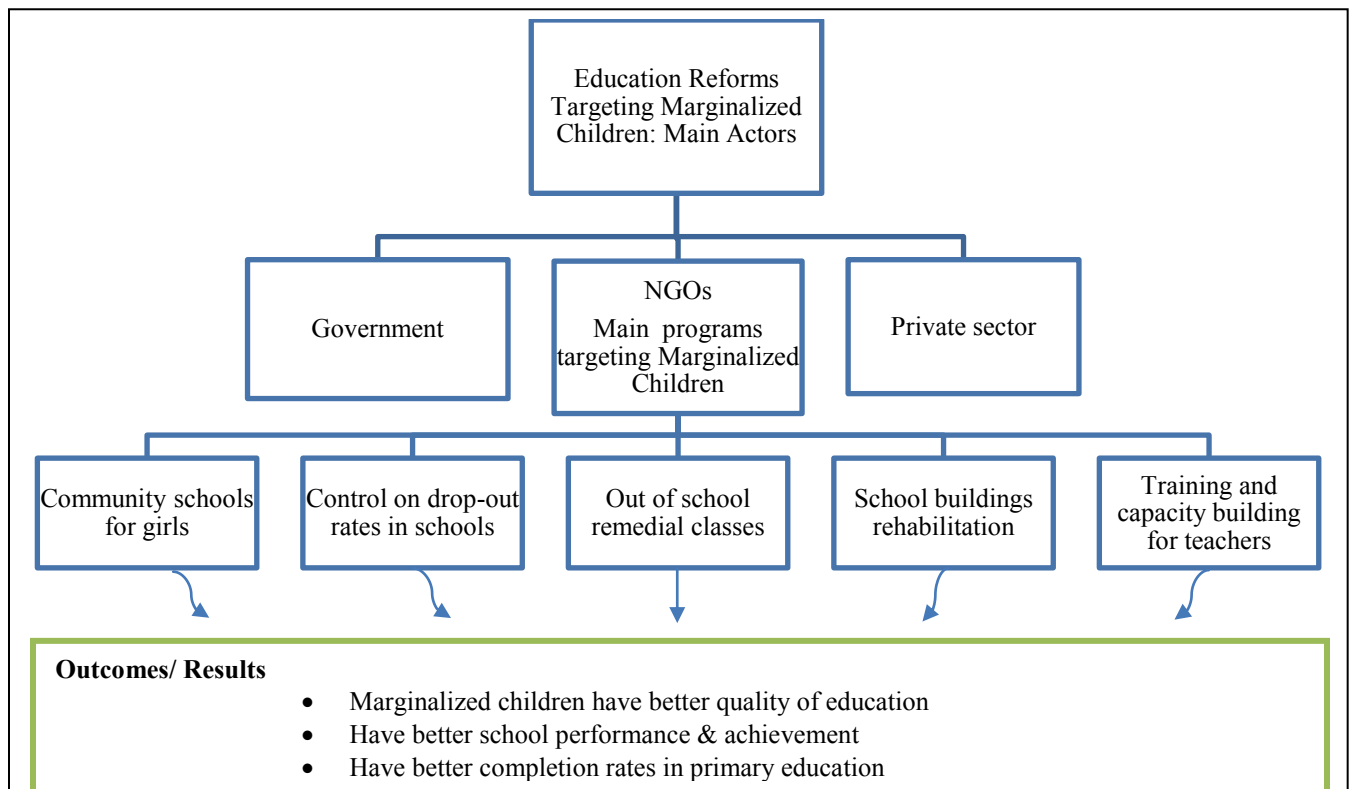 Education Reforms
Targeting Marginalized
Children: Main Actors
Government
NGOs
Main programs
targeting Marginalized
Children
Private sector
Community schools
for girls
Control on drop-out
rates in schools
Out of school
remedial classes
School buildings
rehabilitation
Training and
capacity building
for teachers
Outcomes/ Results
• Marginalized children have better quality of education
• Have better school performance & achievement
• Have better completion rates in primary education